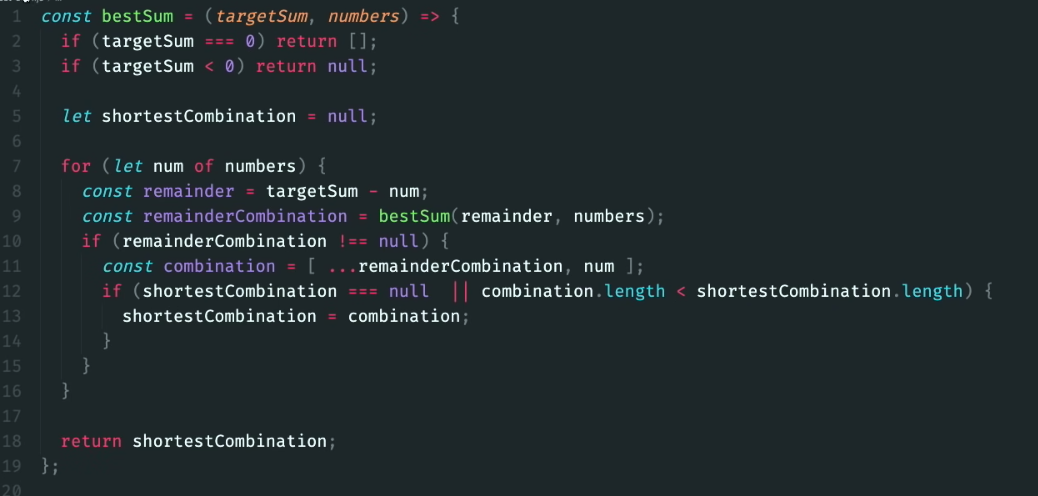 1 const bestSum = (targetSum, numbers) => {
2   if (targetSum === 0) return [];
3   if (targetSum < 0) return null;
4
5   let shortestCombination = null;
6
7   for (let num of numbers) {
8     const remainder = targetSum - num;
9     const remainderCombination = bestSum(remainder, numbers);
10     if (remainderCombination !== null) {
11       const combination = [ ...remainderCombination, num ];
12       if (shortestCombination === null  || combination.length < shortestCombination.length) {
13         shortestCombination = combination;
14       }
15     }
16   }
17
18   return shortestCombination;
19 };
20